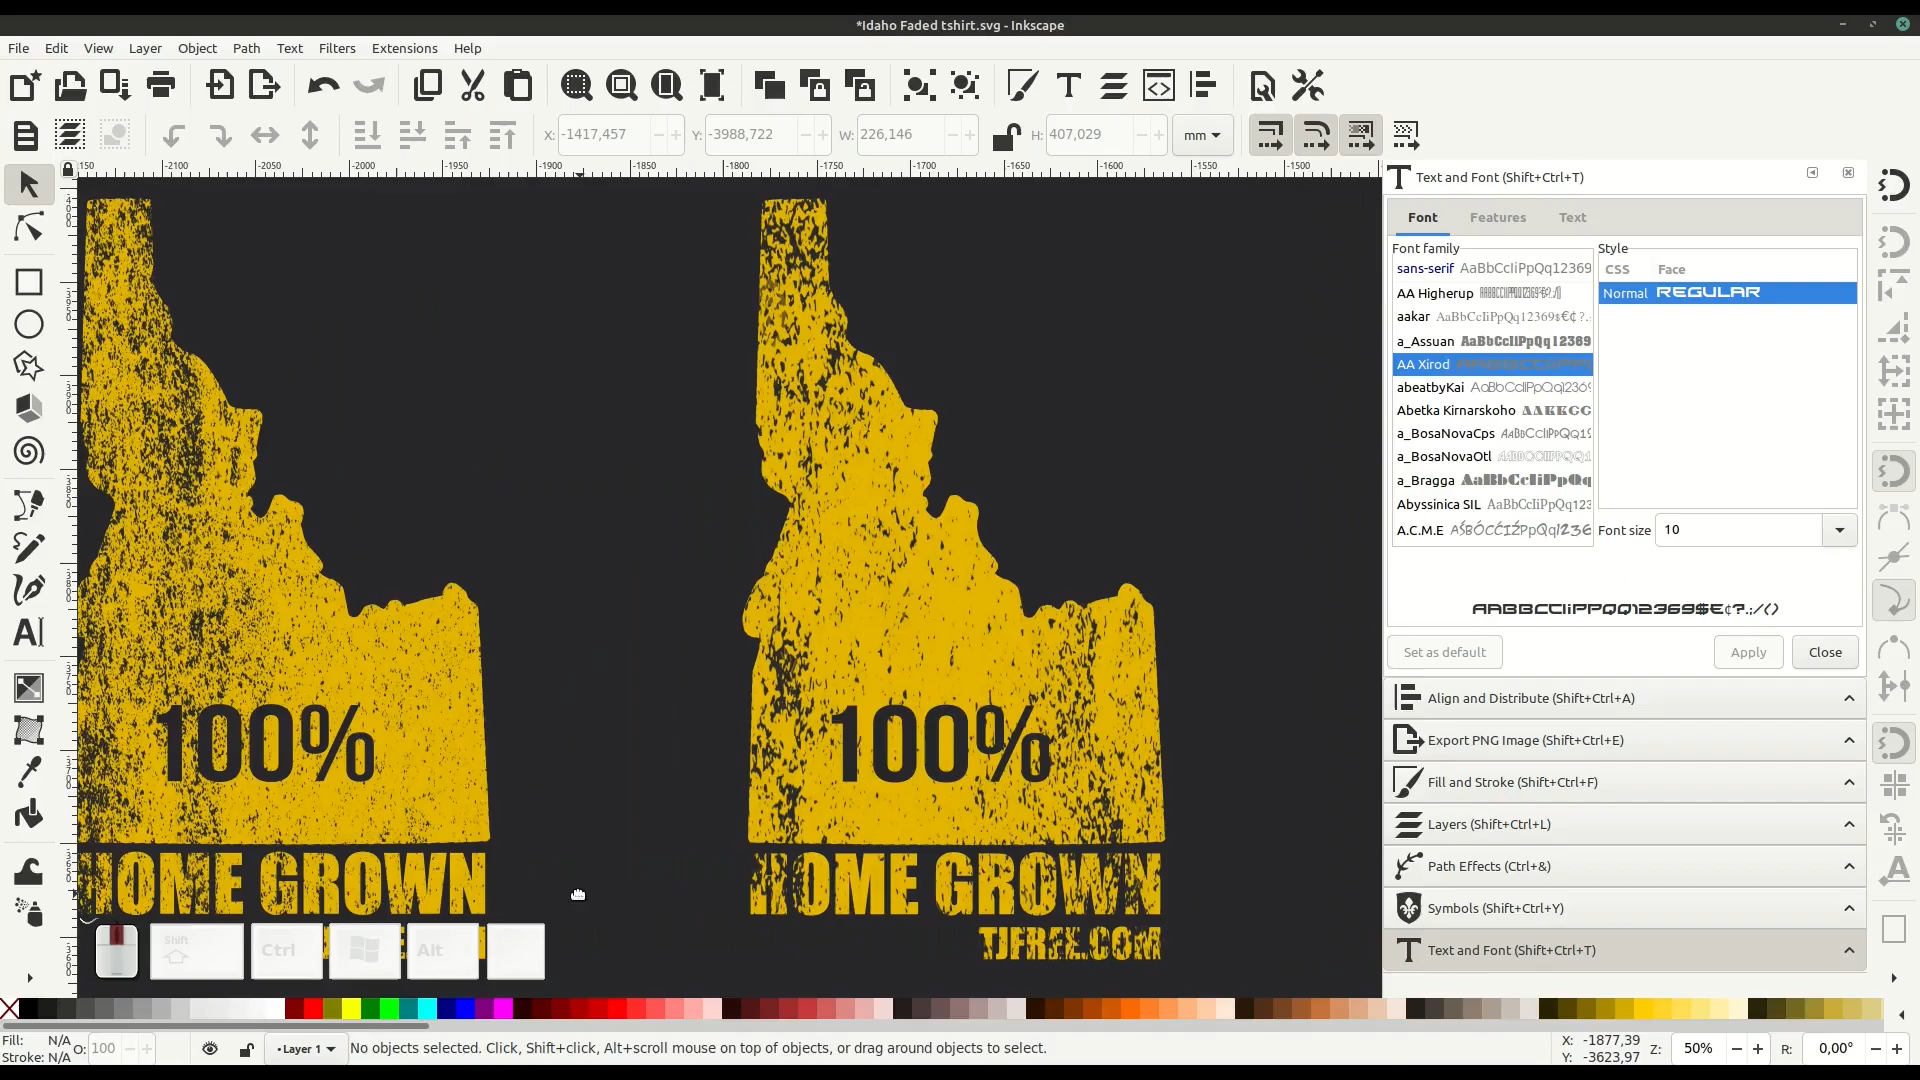 *Idaho Faded tshirt.svg - Inkscape
File Edit View Layer Object Path Text Filters Extensions Help
X: -1417,457 Y: -3988,722 W: 226,146 H: 407,029 mm
-2100 -2050 -2000 -1950 -1900 -1850 -1800 -1750 -1700 -1650 -1600 -1550 -1500
Text and Font (Shift+Ctrl+T)
Font Features Text
Font family Style
sans-serif AaBbCcIiPpQq12369
CSS Face
AA Higherup
Normal REGULAR
aakar AaBbCcIiPpQq12369$€¢?.
a_Assuan AaBbCcIiPpQq12369
AA Xirod
abeatbyKai AaBbCcIiPpQq1236
Abetka Kirnarskoho
a_BosaNovaCps
a_BosaNovaOtl
a_Bragga AaBbCcIiPpQq
Abyssinica SIL AaBbCcIiPpQq123
A.C.M.E
Font size 10
AABBCCIiPPQQ12369$€¢?.;/()
Set as default Apply Close
Align and Distribute (Shift+Ctrl+A)
Export PNG Image (Shift+Ctrl+E)
Fill and Stroke (Shift+Ctrl+F)
Layers (Shift+Ctrl+L)
Path Effects (Ctrl+&)
Symbols (Shift+Ctrl+Y)
Text and Font (Shift+Ctrl+T)
100% 100%
HOME GROWN HOME GROWN
TJFREE.COM
Shift Ctrl Alt
Fill: N/A O: 100
Stroke: N/A
Layer 1 No objects selected. Click, Shift+click, Alt+scroll mouse on top of objects, or drag around objects to select.
X: -1877,39
Y: -3623,97
Z: 50% R: 0,00°